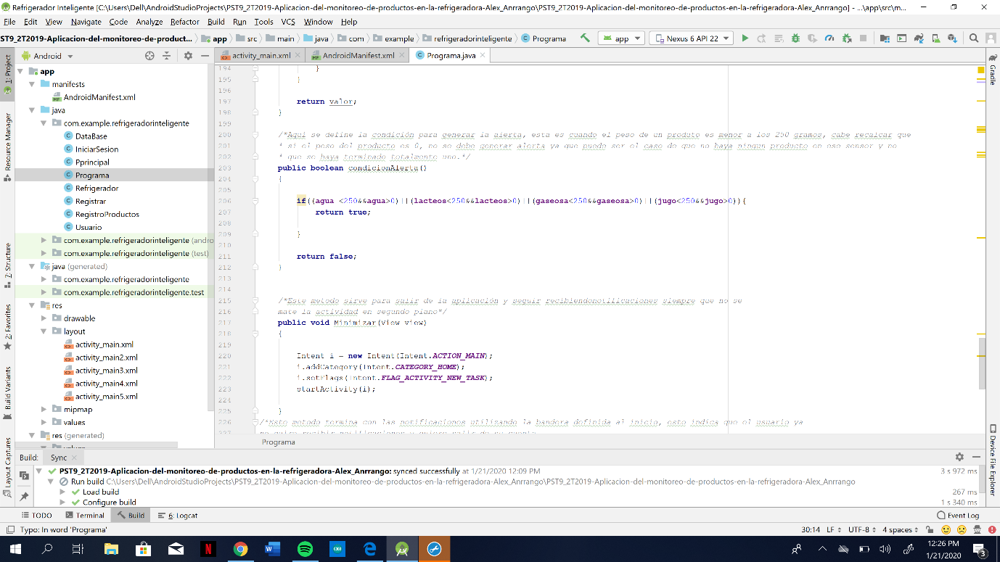 Refrigerador Inteligente [C:\Users\Dell\AndroidStudioProjects\PST9_2T2019-Aplicacion-del-monitoreo-de-productos-en-la-refrigeradora-Alex_Anrrango\PST9_2T2019-Aplicacion-del-monitoreo-de-productos-en-la-refrigeradora-Alex_Anrrango] - ...\app\src\m...
File Edit View Navigate Code Analyze Refactor Build Run Tools VCS Window Help
ST9_2T2019-Aplicacion-del-monitoreo-de-product... app src main java com example refrigeradorinteligente Programa app Nexus 6 API 22
Android activity_main.xml AndroidManifest.xml Programa.java
1: Project
Resource Manager
7: Structure
2: Favorites
Build Variants
Layout Captures
app
manifests
AndroidManifest.xml
java
com.example.refrigeradorinteligente
DataBase
IniciarSesion
Pprincipal
Programa
Refrigerador
Registrar
RegistroProductos
Usuario
com.example.refrigeradorinteligente (andro
com.example.refrigeradorinteligente (test)
java (generated)
com.example.refrigeradorinteligente
com.example.refrigeradorinteligente.test
res
drawable
layout
activity_main.xml
activity_main2.xml
activity_main3.xml
activity_main4.xml
activity_main5.xml
mipmap
values
res (generated)
194 }
195 }
196
197 return valor;
198 }
199
200 /*Aqui se define la condición para generar la alerta, esta es cuando el peso de un produto es menor a los 250 gramos, cabe recalcar que
201 * si el peso del producto es 0, no se debe generar alerta ya que puede ser el caso de que no haya ningun producto en ese sensor y no
202 * que se haya terminado totalmente uno.*/
203 public boolean condicionAlerta()
204 {
205
206 if((agua <250&&agua>0)||(lacteos<250&&lacteos>0)||(gaseosa<250&&gaseosa>0)||(jugo<250&&jugo>0)){
207 return true;
208
209 }
210
211 return false;
212 }
213
214
215 /*Este metodo sirve para salir de la aplicación y seguir recibiendonotificaciones siempre que no se
216 mate la actividad en segundo plano*/
217 public void Minimizar(View view)
218 {
219
220 Intent i = new Intent(Intent.ACTION_MAIN);
221 i.addCategory(Intent.CATEGORY_HOME);
222 i.setFlags(Intent.FLAG_ACTIVITY_NEW_TASK);
223 startActivity(i);
224
225 }
226 /*Este metodo termina con las notificaciones utilizando la bandera definida al inicio, esto indica que el usuario ya
Programa
Gradle
Device File Explorer
Build: Sync
PST9_2T2019-Aplicacion-del-monitoreo-de-productos-en-la-refrigeradora-Alex_Anrrango: synced successfully at 1/21/2020 12:09 PM 3 s 972 ms
Run build C:\Users\Dell\AndroidStudioProjects\PST9_2T2019-Aplicacion-del-monitoreo-de-productos-en-la-refrigeradora-Alex_Anrrango\PST9_2T2019-Aplicacion-del-monitoreo-de-productos-en-la-refrigeradora-Alex_Anrrango
Load build 267 ms
Configure build 1 s 340 ms
TODO Terminal Build 6: Logcat Event Log
Typo: In word 'Programa' 30:14 LF UTF-8 4 spaces
12:26 PM
1/21/2020
3